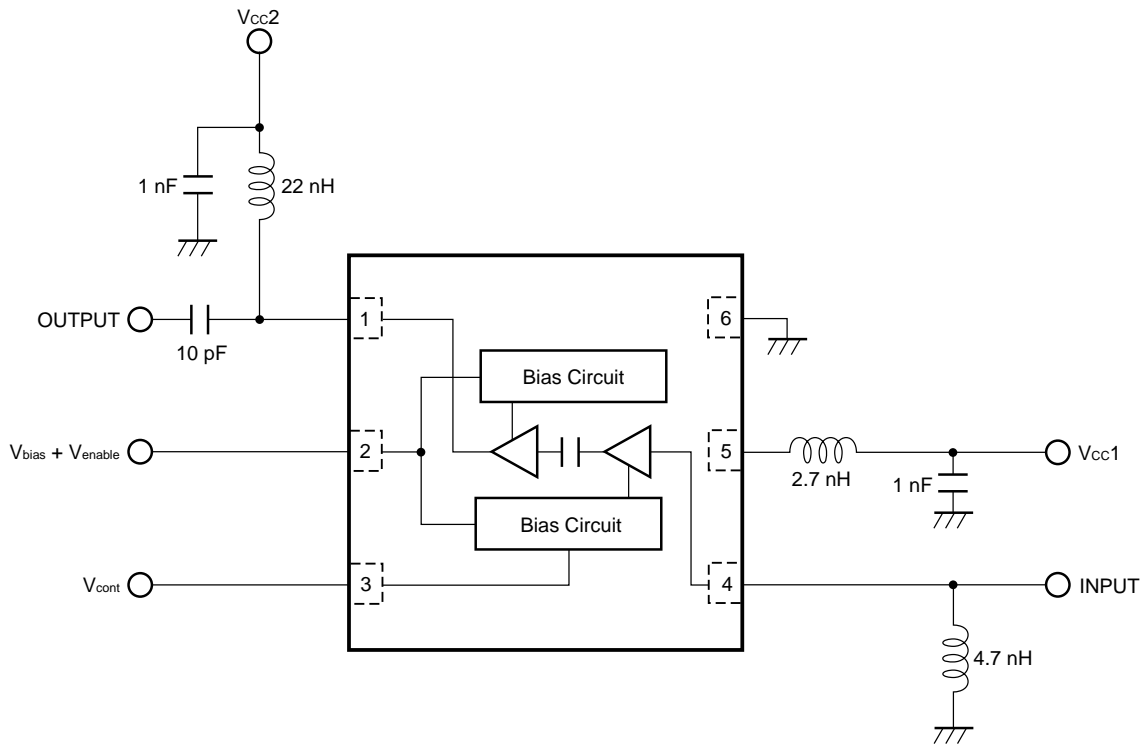 VCC2
1 nF
22 nH
OUTPUT
10 pF
1
6
Bias Circuit
Vbias + Venable
2
5
2.7 nH
1 nF
VCC1
Bias Circuit
Vcont
3
4
INPUT
4.7 nH